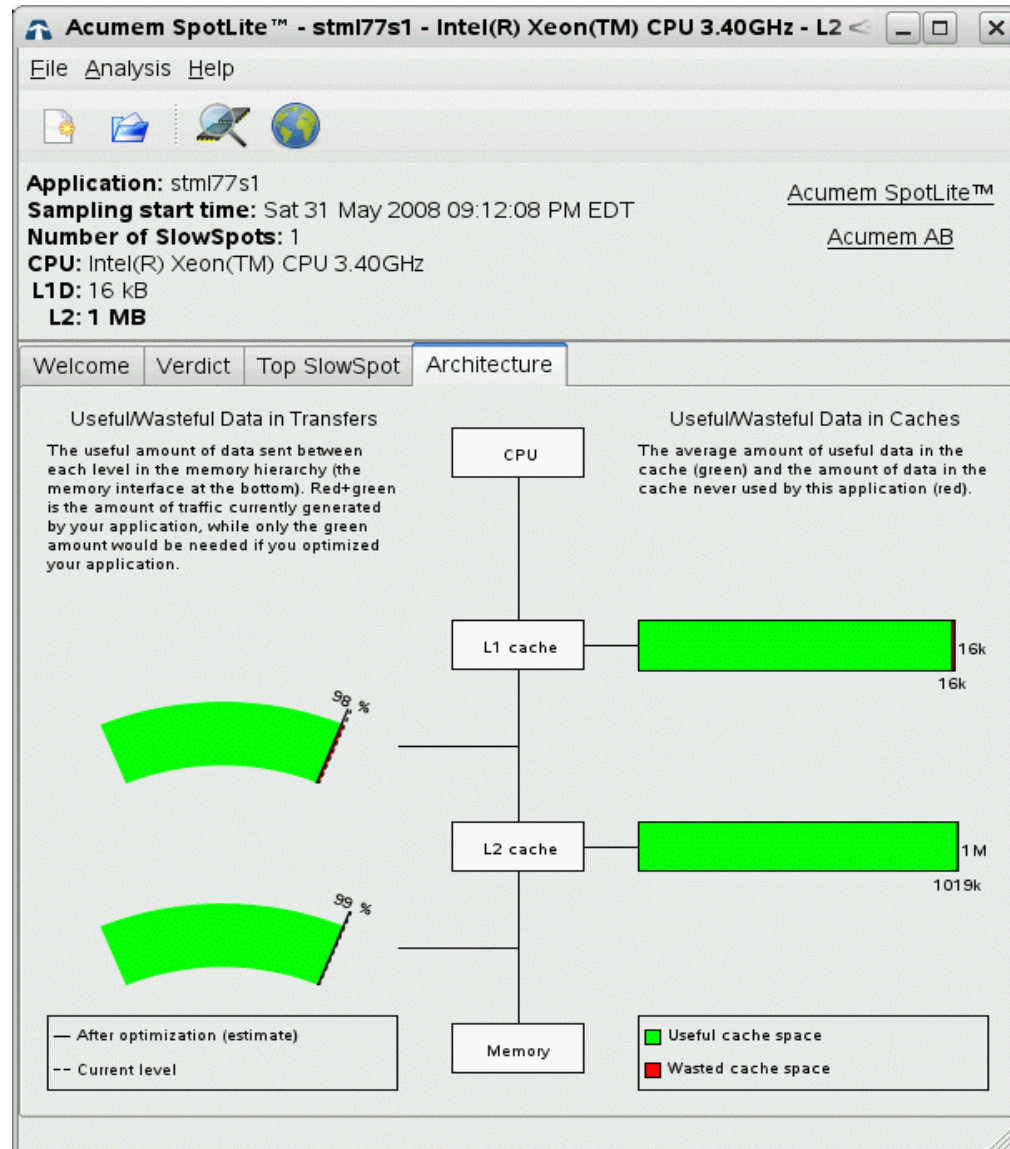 Acumem SpotLite™ - stml77s1 - Intel(R) Xeon(TM) CPU 3.40GHz - L2 <
File Analysis Help
Application: stml77s1
Sampling start time: Sat 31 May 2008 09:12:08 PM EDT
Number of SlowSpots: 1
CPU: Intel(R) Xeon(TM) CPU 3.40GHz
L1D: 16 kB
L2: 1 MB
Acumem SpotLite™
Acumem AB
Welcome Verdict Top SlowSpot Architecture
Useful/Wasteful Data in Transfers
The useful amount of data sent between
each level in the memory hierarchy (the
memory interface at the bottom). Red+green
is the amount of traffic currently generated
by your application, while only the green
amount would be needed if you optimized
your application.
CPU
Useful/Wasteful Data in Caches
The average amount of useful data in the
cache (green) and the amount of data in the
cache never used by this application (red).
L1 cache
16k
16k
98 %
L2 cache
1M
1019k
99 %
— After optimization (estimate)
-- Current level
Memory
Useful cache space
Wasted cache space